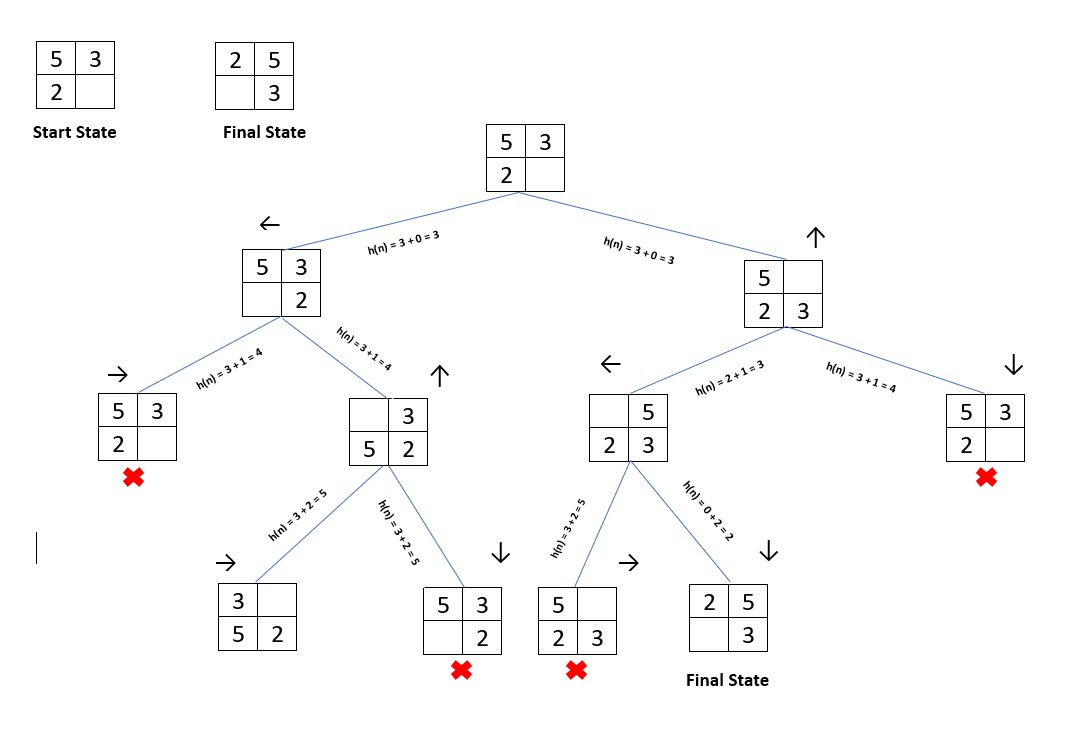 5 3
2
2 5
3
Start State
Final State
5 3
2
h(n) = 3 + 0 = 3
h(n) = 3 + 0 = 3
5 3
2
5
2 3
h(n) = 3 + 1 = 4
h(n) = 3 + 1 = 4
h(n) = 2 + 1 = 3
h(n) = 3 + 1 = 4
5 3
2
3
5 2
5
2 3
5 3
2
h(n) = 3 + 2 = 5
h(n) = 3 + 2 = 5
h(n) = 3 + 2 = 5
h(n) = 0 + 2 = 2
3
5 2
5 3
2
5
2 3
2 5
3
Final State